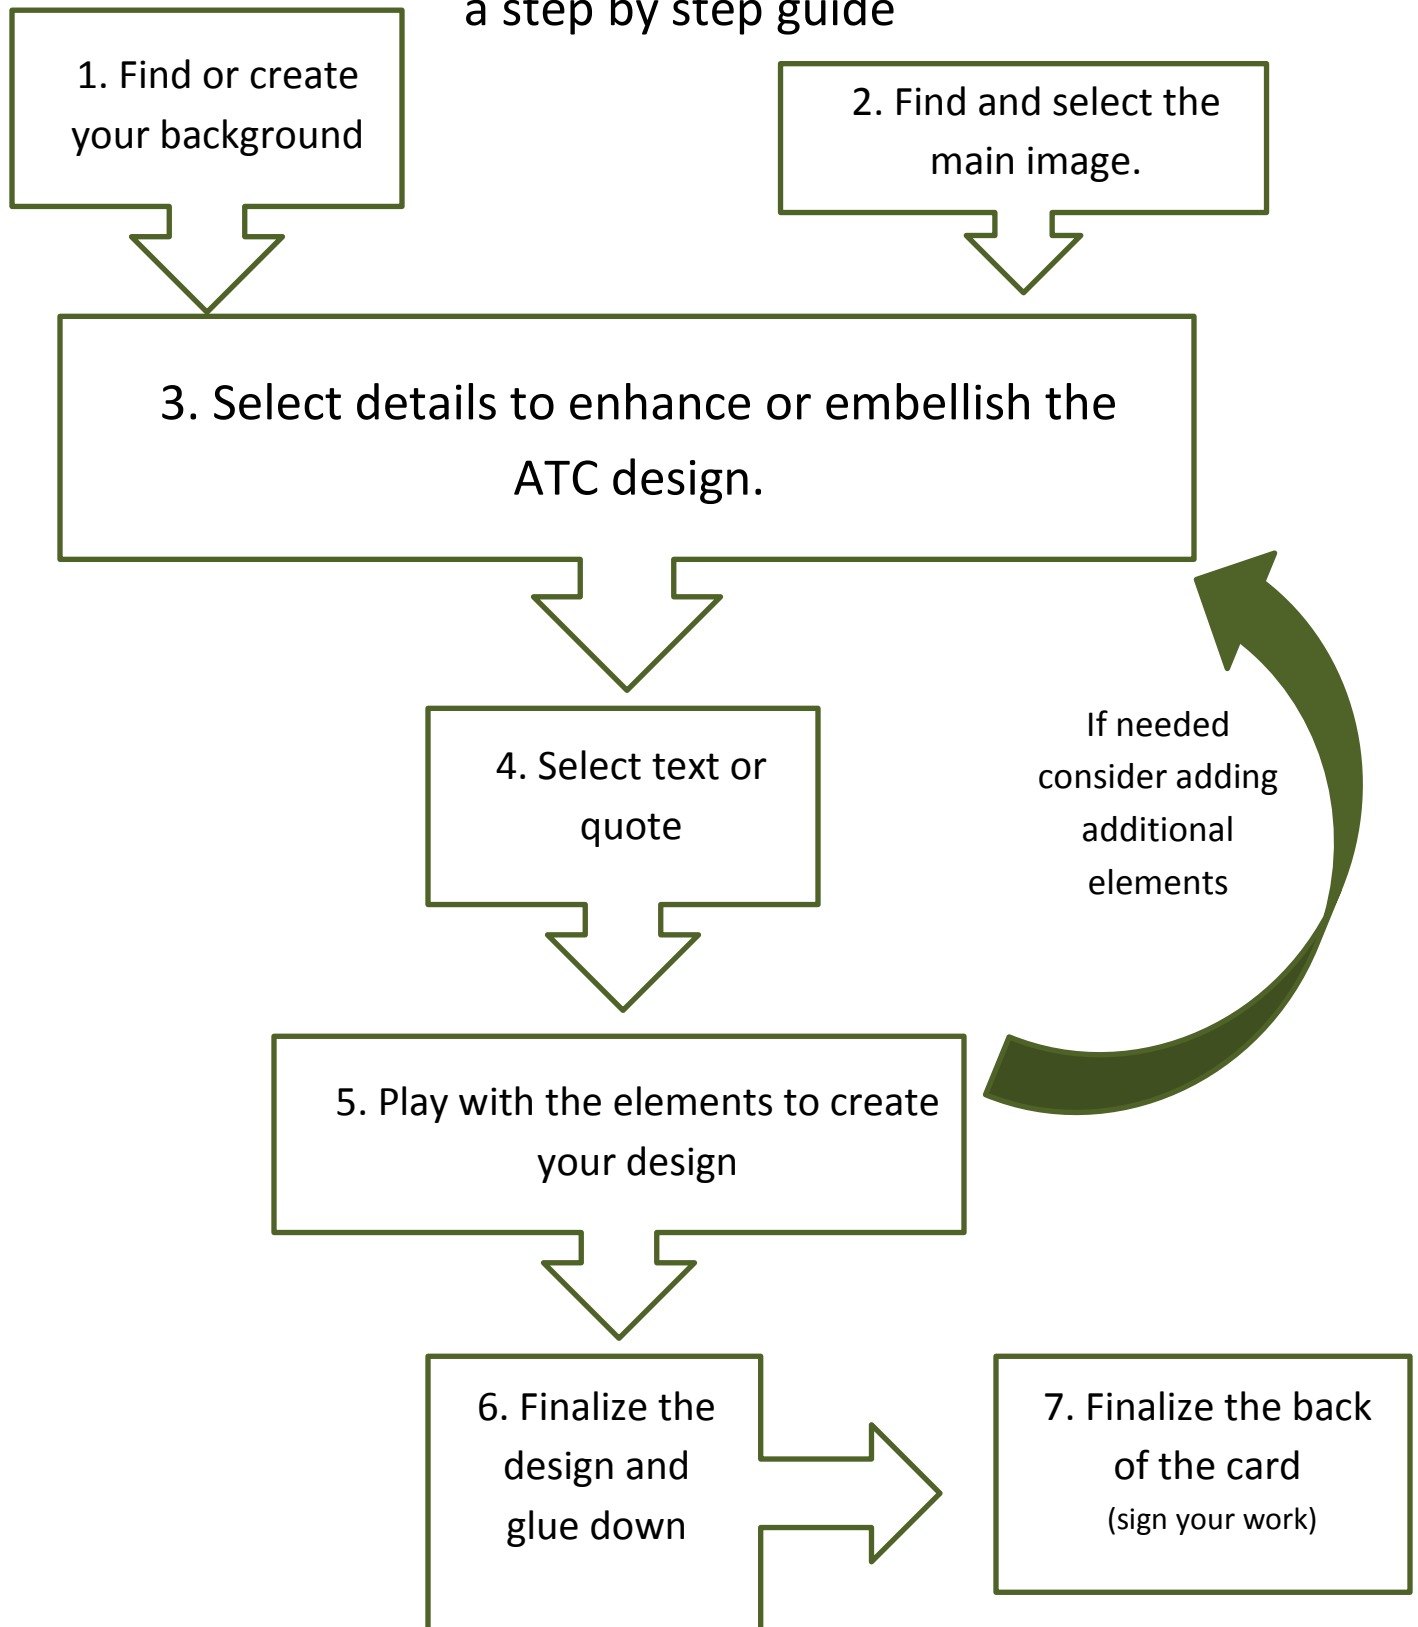 a step by step guide
1. Find or create
your background
2. Find and select the
main image.
3. Select details to enhance or embellish the
ATC design.
4. Select text or
quote
If needed
consider adding
additional
elements
5. Play with the elements to create
your design
6. Finalize the
design and
glue down
7. Finalize the back
of the card
(sign your work)